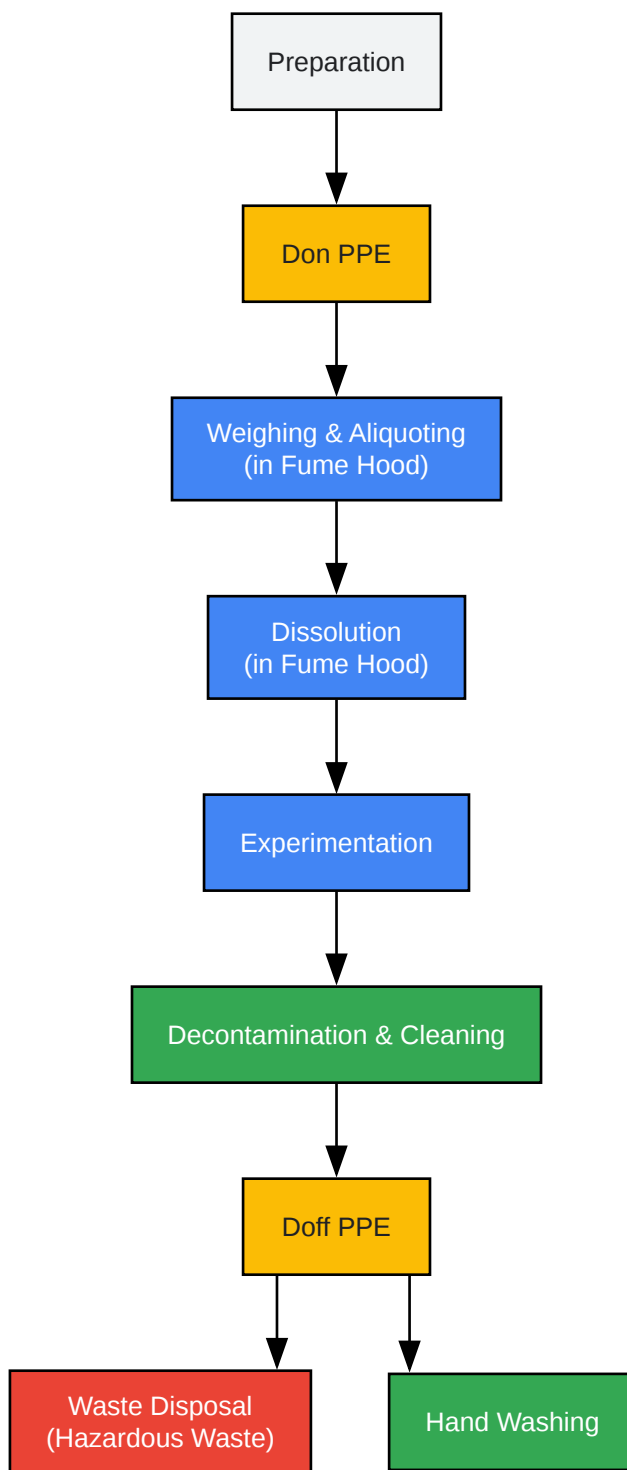 Preparation
Don PPE
Weighing & Aliquoting
(in Fume Hood)
Dissolution
(in Fume Hood)
Experimentation
Decontamination & Cleaning
Doff PPE
Waste Disposal
(Hazardous Waste)
Hand Washing